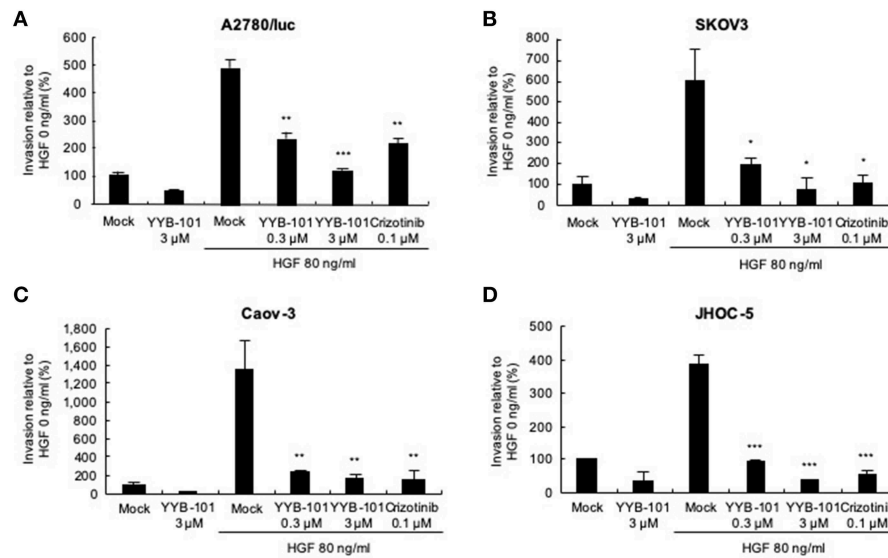 A
A2780/luc
Invasion relative to
HGF 0 ng/ml (%)
600
500
400
300
200
100
0
**
***
**
Mock
YYB-101
3 µM
Mock
YYB-101
0.3 µM
YYB-101
3 µM
Crizotinib
0.1 µM
HGF 80 ng/ml
B
SKOV3
Invasion relative to
HGF 0 ng/ml (%)
800
700
600
500
400
300
200
100
0
*
*
*
Mock
YYB-101
3 µM
Mock
YYB-101
0.3 µM
YYB-101
3 µM
Crizotinib
0.1 µM
HGF 80 ng/ml
C
Caov-3
Invasion relative to
HGF 0 ng/ml (%)
1,800
1,600
1,400
1,200
1,000
800
600
400
200
0
**
**
**
Mock
YYB-101
3 µM
Mock
YYB-101
0.3 µM
YYB-101
3 µM
Crizotinib
0.1 µM
HGF 80 ng/ml
D
JHOC-5
Invasion relative to
HGF 0 ng/ml (%)
500
400
300
200
100
0
***
***
***
Mock
YYB-101
3 µM
Mock
YYB-101
0.3 µM
YYB-101
3 µM
Crizotinib
0.1 µM
HGF 80 ng/ml